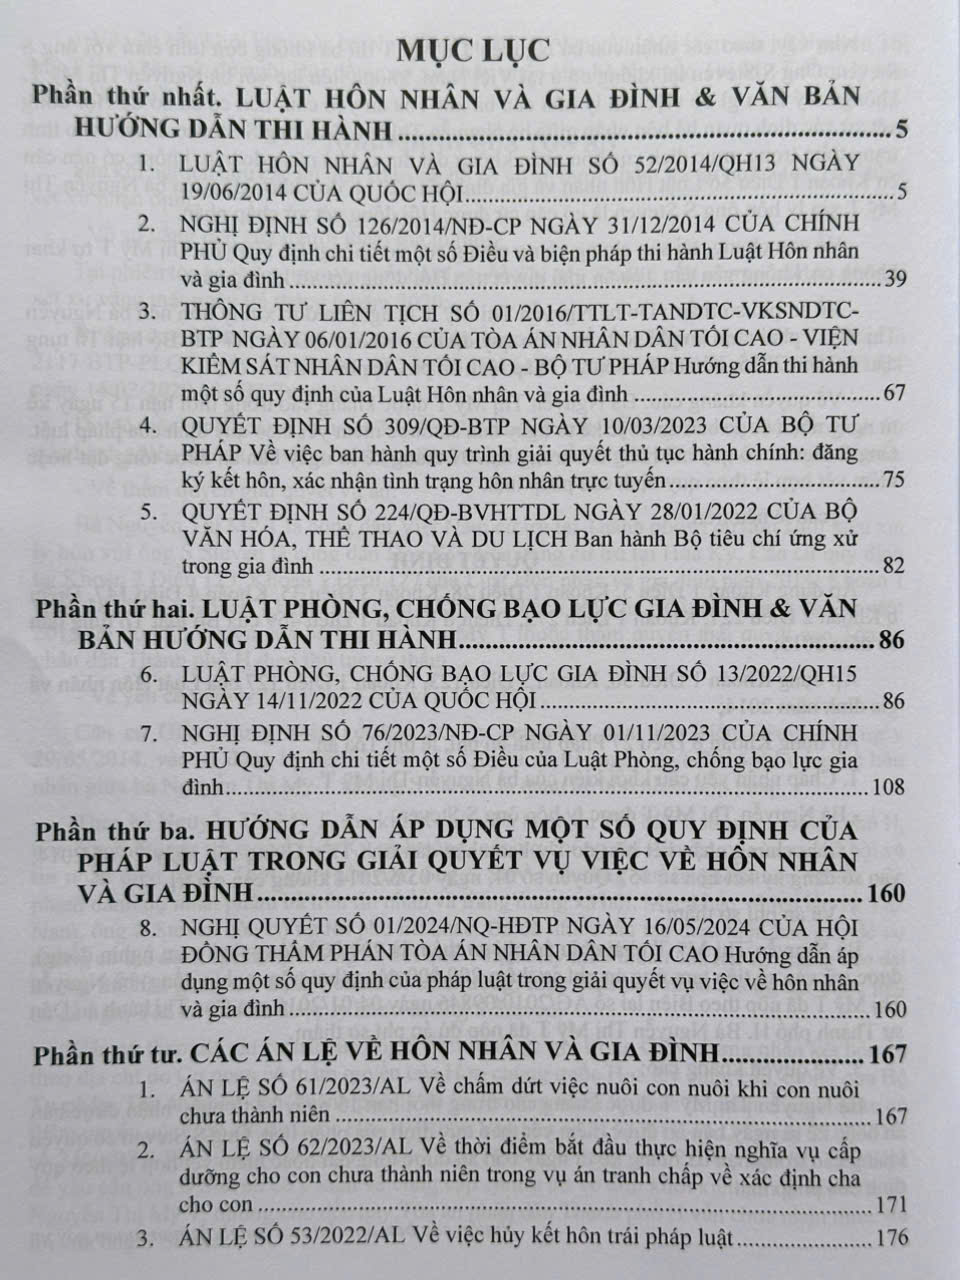 MỤC LỤC
Phần thứ nhất. LUẬT HÔN NHÂN VÀ GIA ĐÌNH & VĂN BẢN
HƯỚNG DẪN THI HÀNH.....5
1. LUẬT HÔN NHÂN VÀ GIA ĐÌNH SỐ 52/2014/QH13 NGÀY
19/06/2014 CỦA QUỐC HỘI.....5
2. NGHỊ ĐỊNH SỐ 126/2014/NĐ-CP NGÀY 31/12/2014 CỦA CHÍNH
PHỦ Quy định chi tiết một số Điều và biện pháp thi hành Luật Hôn nhân
và gia đình.....39
3. THÔNG TƯ LIÊN TỊCH SỐ 01/2016/TTLT-TANDTC-VKSNDTC-
BTP NGÀY 06/01/2016 CỦA TÒA ÁN NHÂN DÂN TỐI CAO - VIỆN
KIỂM SÁT NHÂN DÂN TỐI CAO - BỘ TƯ PHÁP Hướng dẫn thi hành
một số quy định của Luật Hôn nhân và gia đình.....67
4. QUYẾT ĐỊNH SỐ 309/QĐ-BTP NGÀY 10/03/2023 CỦA BỘ TƯ
PHÁP Về việc ban hành quy trình giải quyết thủ tục hành chính: đăng
ký kết hôn, xác nhận tình trạng hôn nhân trực tuyến.....75
5. QUYẾT ĐỊNH SỐ 224/QĐ-BVHTTDL NGÀY 28/01/2022 CỦA BỘ
VĂN HÓA, THỂ THAO VÀ DU LỊCH Ban hành Bộ tiêu chí ứng xử
trong gia đình.....82
Phần thứ hai. LUẬT PHÒNG, CHỐNG BẠO LỰC GIA ĐÌNH & VĂN
BẢN HƯỚNG DẪN THI HÀNH.....86
6. LUẬT PHÒNG, CHỐNG BẠO LỰC GIA ĐÌNH SỐ 13/2022/QH15
NGÀY 14/11/2022 CỦA QUỐC HỘI.....86
7. NGHỊ ĐỊNH SỐ 76/2023/NĐ-CP NGÀY 01/11/2023 CỦA CHÍNH
PHỦ Quy định chi tiết một số Điều của Luật Phòng, chống bạo lực gia
đình.....108
Phần thứ ba. HƯỚNG DẪN ÁP DỤNG MỘT SỐ QUY ĐỊNH CỦA
PHÁP LUẬT TRONG GIẢI QUYẾT VỤ VIỆC VỀ HÔN NHÂN
VÀ GIA ĐÌNH.....160
8. NGHỊ QUYẾT SỐ 01/2024/NQ-HĐTP NGÀY 16/05/2024 CỦA HỘI
ĐỒNG THẨM PHÁN TÒA ÁN NHÂN DÂN TỐI CAO Hướng dẫn áp
dụng một số quy định của pháp luật trong giải quyết vụ việc về hôn nhân
và gia đình.....160
Phần thứ tư. CÁC ÁN LỆ VỀ HÔN NHÂN VÀ GIA ĐÌNH.....167
1. ÁN LỆ SỐ 61/2023/AL Về chấm dứt việc nuôi con nuôi khi con nuôi
chưa thành niên.....167
2. ÁN LỆ SỐ 62/2023/AL Về thời điểm bắt đầu thực hiện nghĩa vụ cấp
dưỡng cho con chưa thành niên trong vụ án tranh chấp về xác định cha
cho con.....171
3. ÁN LỆ SỐ 53/2022/AL Về việc hủy kết hôn trái pháp luật.....176